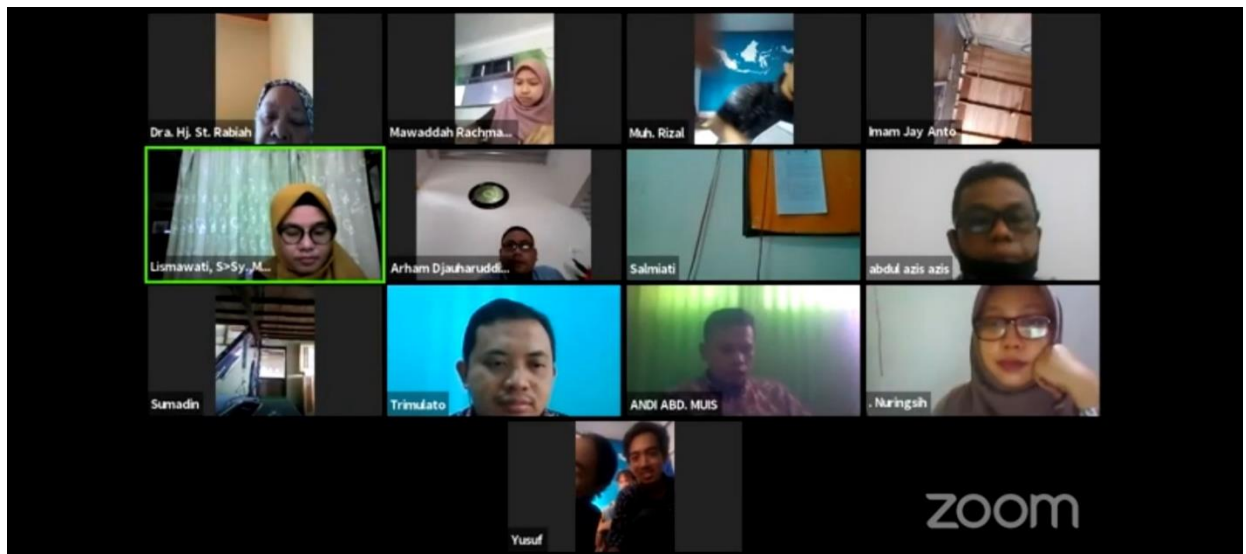 Dra. Hj. St. Rabiah
Mawaddah Rachma...
Muh. Rizal
Imam Jay Anto
Lismawati, S>Sy.,M...
Arham Djauharuddi...
Salmiati
abdul azis azis
Sumadin
Trimulato
ANDI ABD. MUIS
. Nuringsih
Yusuf
zoom